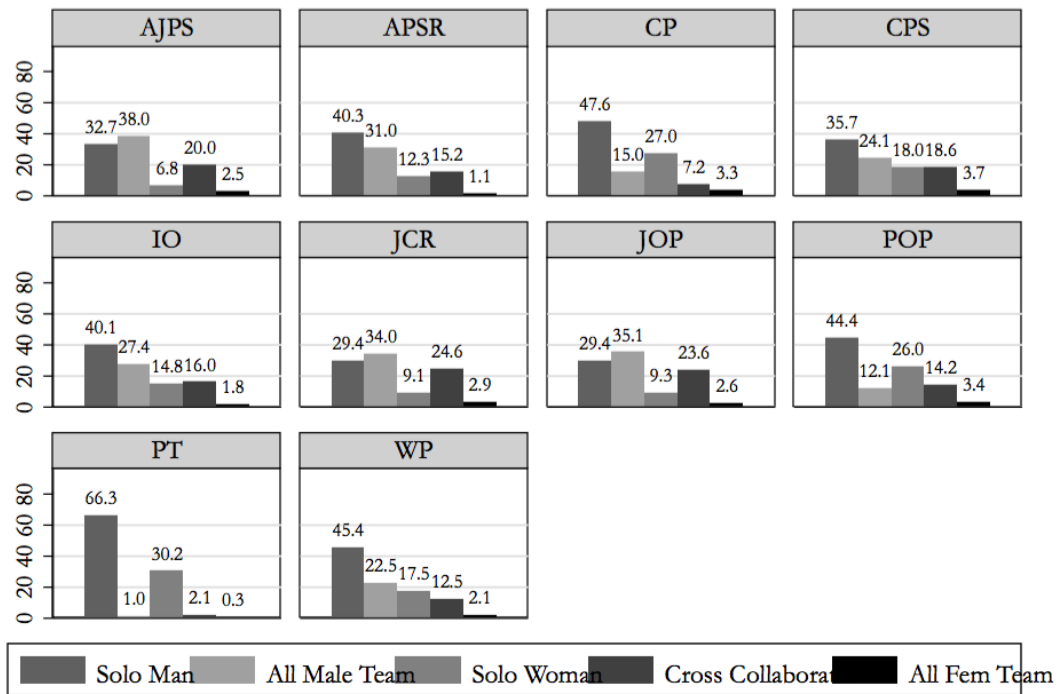 AJPS APSR CP CPS
80
60
40
20
0
32.7 38.0 6.8 20.0 2.5
40.3 31.0 12.3 15.2 1.1
47.6 15.0 27.0 7.2 3.3
35.7 24.1 18.0 18.6 3.7
IO JCR JOP POP
80
60
40
20
0
40.1 27.4 14.8 16.0 1.8
29.4 34.0 9.1 24.6 2.9
29.4 35.1 9.3 23.6 2.6
44.4 12.1 26.0 14.2 3.4
PT WP
80
60
40
20
0
66.3 1.0 30.2 2.1 0.3
45.4 22.5 17.5 12.5 2.1
Solo Man All Male Team Solo Woman Cross Collaborat All Fem Team